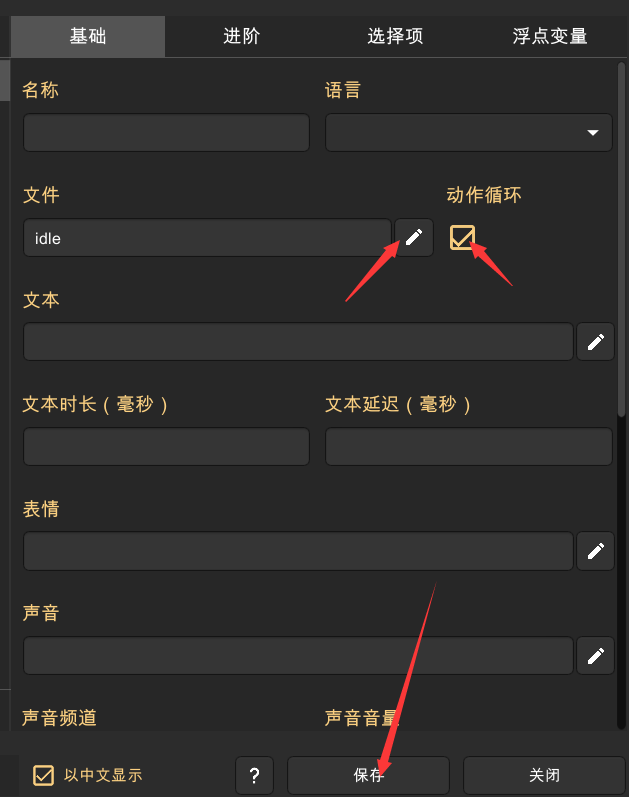 基础 进阶 选择项 浮点变量
名称 语言
文件 动作循环
idle
文本
文本时长（毫秒） 文本延迟（毫秒）
表情
声音
声音频道 声音音量
以中文显示 ? 保存 关闭